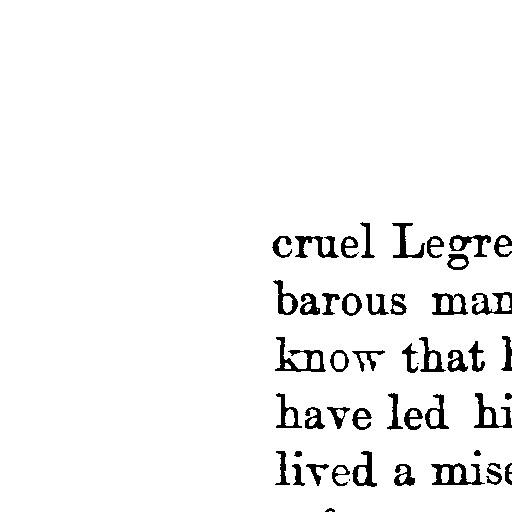 cruel Legre
barous man
know that h
have led hi
lived a mise